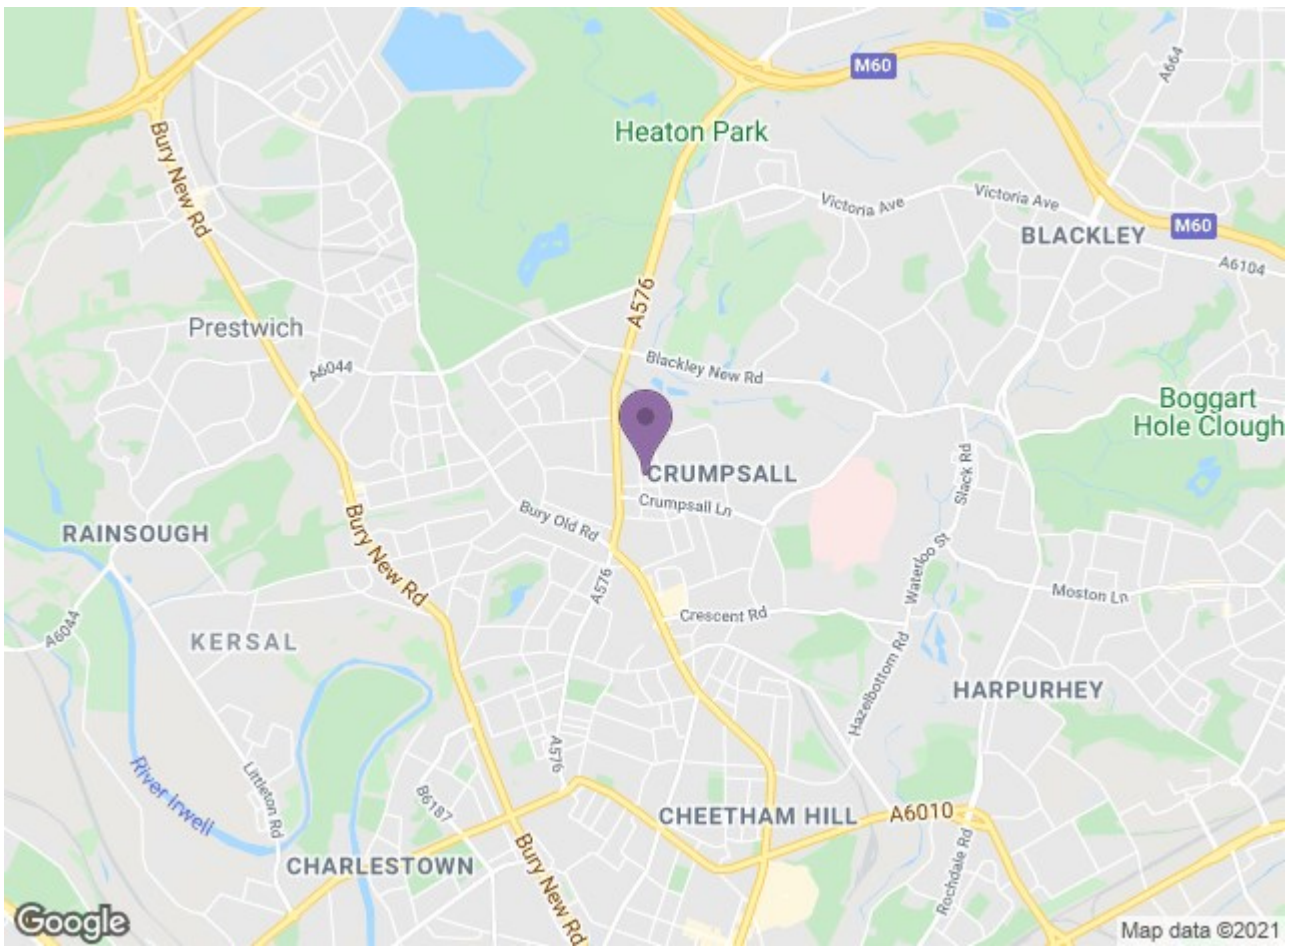 M60
A664
Heaton Park
Bury New Rd
Victoria Ave
Victoria Ave
M60
BLACKLEY
A6104
A576
Prestwich
Blackley New Rd
A6044
Boggart
Hole Clough
CRUMPSALL
Slack Rd
Crumpsall Ln
Bury Old Rd
RAINSOUGH
Bury New Rd
Waterloo St
A576
Moston Ln
Crescent Rd
A6044
KERSAL
Hazelbottom Rd
HARPURHEY
A576
River Irwell
Littleton Rd
B6187
CHEETHAM HILL
A6010
CHARLESTOWN
Bury New Rd
Rochdale Rd
Google
Map data ©2021